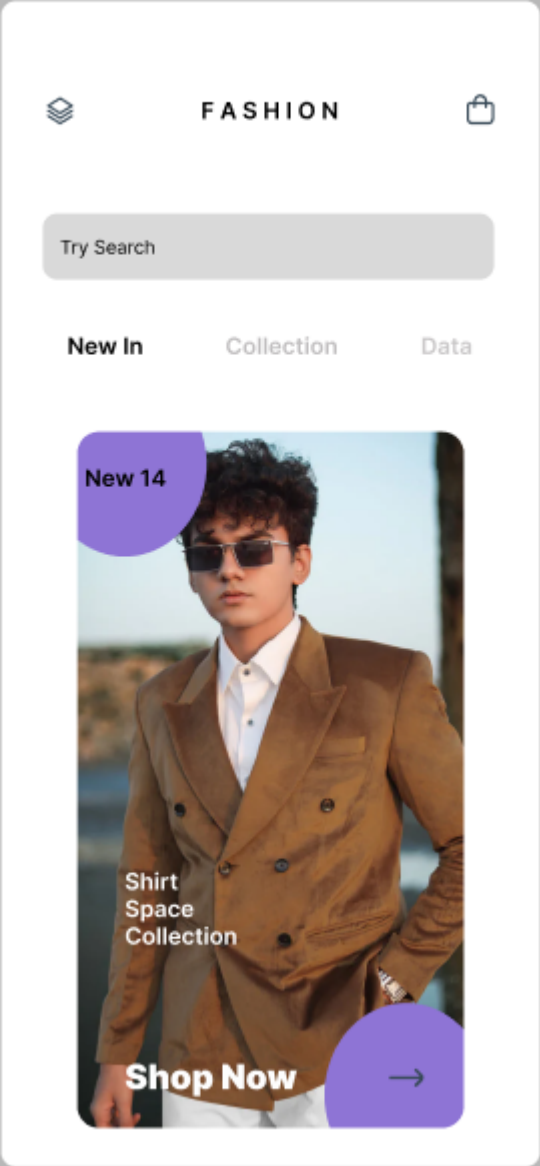 FASHION
Try Search
New In
Collection
Data
New 14
Shirt
Space
Collection
Shop Now